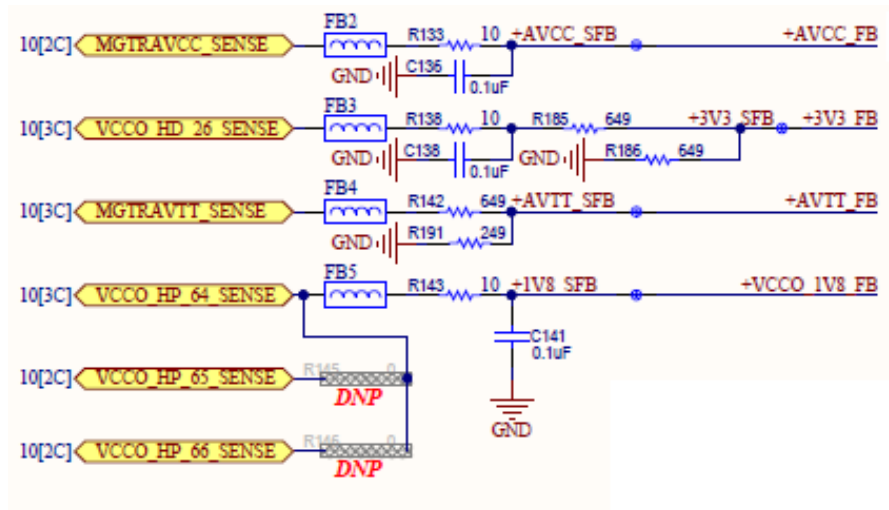 FB2
10[2C] MGTRAVCC_SENSE R133 10 +AVCC_SFB +AVCC_FB
GND C136
0.1uF
FB3
10[3C] VCCO_HD_26_SENSE R138 10 R185 649 +3V3_SFB +3V3_FB
GND C138 GND R186 649
0.1uF
FB4
10[3C] MGTRAVTT_SENSE R142 649 +AVTT_SFB +AVTT_FB
GND R191 249
FB5
10[3C] VCCO_HP_64_SENSE R143 10 +1V8_SFB +VCCO_1V8_FB
C141
0.1uF
10[2C] VCCO_HP_65_SENSE R145 0
DNP
GND
10[2C] VCCO_HP_66_SENSE R146 0
DNP